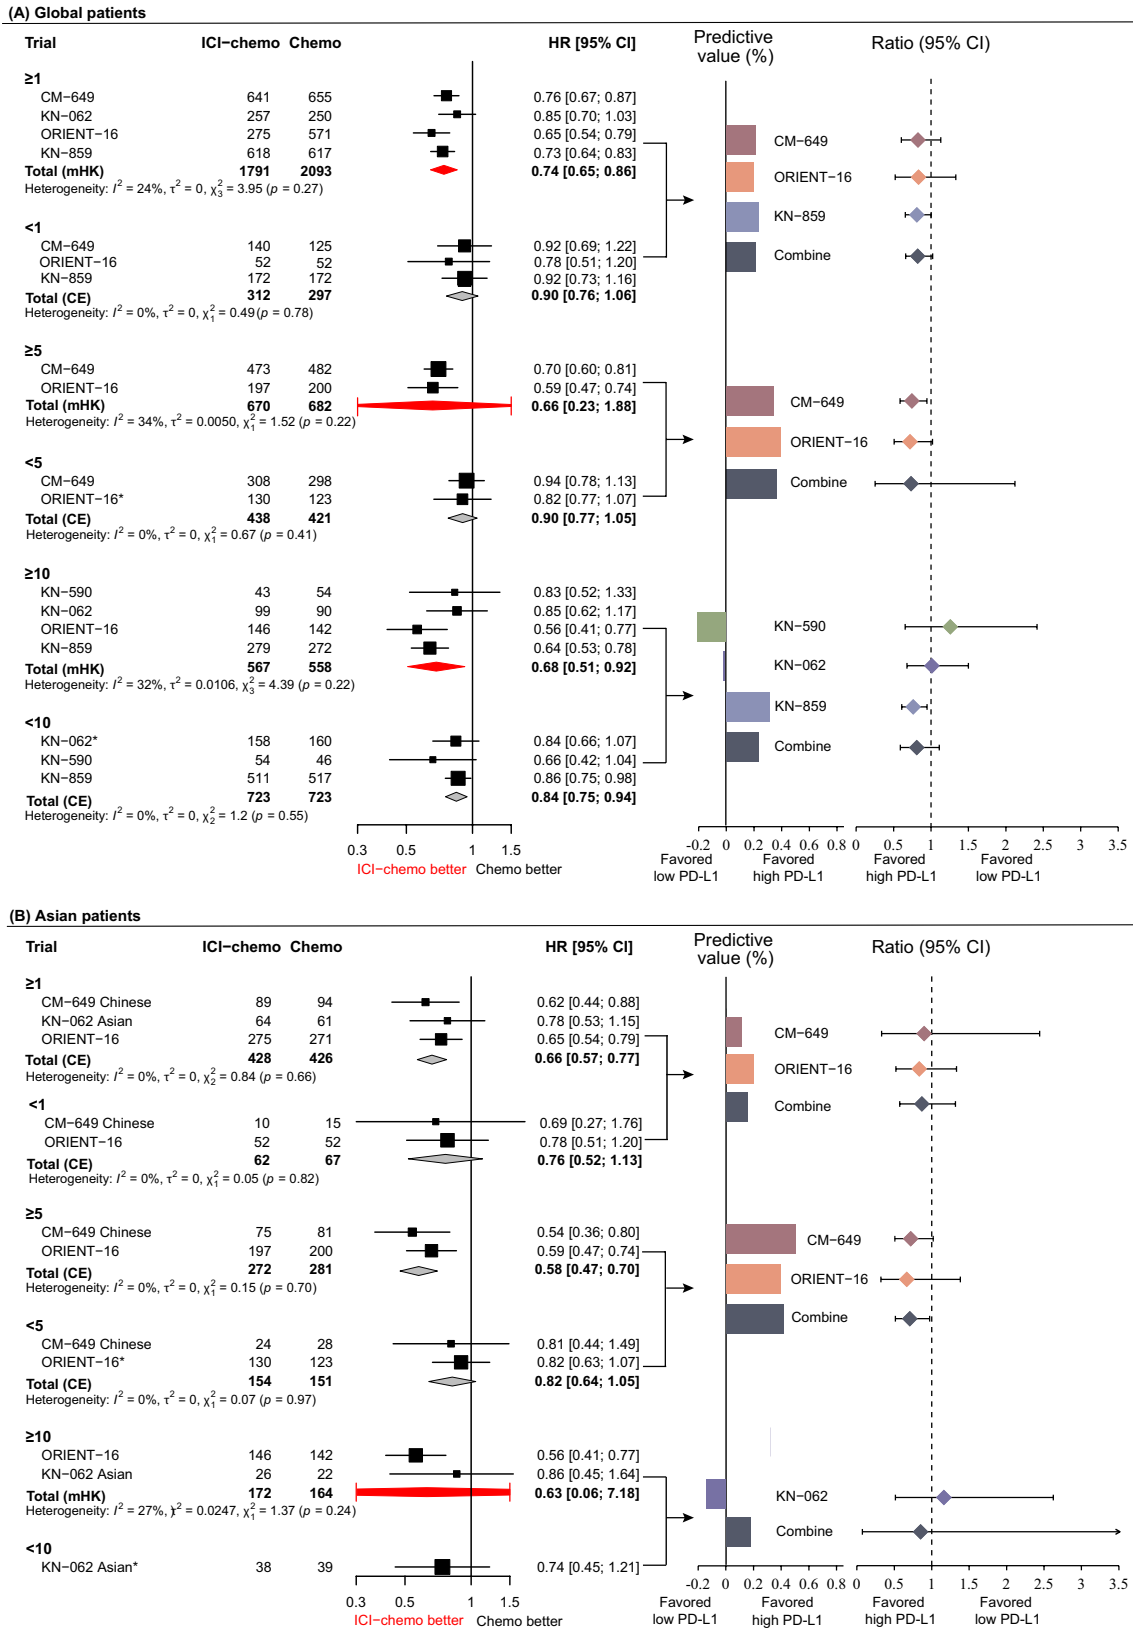 (A) Global patients
Trial ICI−chemo Chemo HR [95% CI] Predictive value (%) Ratio (95% CI)
≥1
CM−649 641 655 0.76 [0.67; 0.87]
KN−062 257 250 0.85 [0.70; 1.03]
ORIENT−16 275 571 0.65 [0.54; 0.79]
KN−859 618 617 0.73 [0.64; 0.83]
Total (mHK) 1791 2093 0.74 [0.65; 0.86]
Heterogeneity: I² = 24%, τ² = 0, χ²₃ = 3.95 (p = 0.27)
CM−649
ORIENT−16
KN−859
Combine
<1
CM−649 140 125 0.92 [0.69; 1.22]
ORIENT−16 52 52 0.78 [0.51; 1.20]
KN−859 172 172 0.92 [0.73; 1.16]
Total (CE) 312 297 0.90 [0.76; 1.06]
Heterogeneity: I² = 0%, τ² = 0, χ²₁ = 0.49 (p = 0.78)
≥5
CM−649 473 482 0.70 [0.60; 0.81]
ORIENT−16 197 200 0.59 [0.47; 0.74]
Total (mHK) 670 682 0.66 [0.23; 1.88]
Heterogeneity: I² = 34%, τ² = 0.0050, χ²₁ = 1.52 (p = 0.22)
CM−649
ORIENT−16
Combine
<5
CM−649 308 298 0.94 [0.78; 1.13]
ORIENT−16* 130 123 0.82 [0.77; 1.07]
Total (CE) 438 421 0.90 [0.77; 1.05]
Heterogeneity: I² = 0%, τ² = 0, χ²₁ = 0.67 (p = 0.41)
≥10
KN−590 43 54 0.83 [0.52; 1.33]
KN−062 99 90 0.85 [0.62; 1.17]
ORIENT−16 146 142 0.56 [0.41; 0.77]
KN−859 279 272 0.64 [0.53; 0.78]
Total (mHK) 567 558 0.68 [0.51; 0.92]
Heterogeneity: I² = 32%, τ² = 0.0106, χ²₃ = 4.39 (p = 0.22)
KN−590
KN−062
KN−859
Combine
<10
KN−062* 158 160 0.84 [0.66; 1.07]
KN−590 54 46 0.66 [0.42; 1.04]
KN−859 511 517 0.86 [0.75; 0.98]
Total (CE) 723 723 0.84 [0.75; 0.94]
Heterogeneity: I² = 0%, τ² = 0, χ²₂ = 1.2 (p = 0.55)
0.3 0.5 1 1.5
ICI−chemo better Chemo better
-0.2 0 0.2 0.4 0.6 0.8
Favored low PD-L1 Favored high PD-L1
0 0.5 1 1.5 2 2.5 3 3.5
Favored high PD-L1 Favored low PD-L1
(B) Asian patients
Trial ICI−chemo Chemo HR [95% CI] Predictive value (%) Ratio (95% CI)
≥1
CM−649 Chinese 89 94 0.62 [0.44; 0.88]
KN−062 Asian 64 61 0.78 [0.53; 1.15]
ORIENT−16 275 271 0.65 [0.54; 0.79]
Total (CE) 428 426 0.66 [0.57; 0.77]
Heterogeneity: I² = 0%, τ² = 0, χ²₂ = 0.84 (p = 0.66)
CM−649
ORIENT−16
Combine
<1
CM−649 Chinese 10 15 0.69 [0.27; 1.76]
ORIENT−16 52 52 0.78 [0.51; 1.20]
Total (CE) 62 67 0.76 [0.52; 1.13]
Heterogeneity: I² = 0%, τ² = 0, χ²₁ = 0.05 (p = 0.82)
≥5
CM−649 Chinese 75 81 0.54 [0.36; 0.80]
ORIENT−16 197 200 0.59 [0.47; 0.74]
Total (CE) 272 281 0.58 [0.47; 0.70]
Heterogeneity: I² = 0%, τ² = 0, χ²₁ = 0.15 (p = 0.70)
CM−649
ORIENT−16
Combine
<5
CM−649 Chinese 24 28 0.81 [0.44; 1.49]
ORIENT−16* 130 123 0.82 [0.63; 1.07]
Total (CE) 154 151 0.82 [0.64; 1.05]
Heterogeneity: I² = 0%, τ² = 0, χ²₁ = 0.07 (p = 0.97)
≥10
ORIENT−16 146 142 0.56 [0.41; 0.77]
KN−062 Asian 26 22 0.86 [0.45; 1.64]
Total (mHK) 172 164 0.63 [0.06; 7.18]
Heterogeneity: I² = 27%, τ² = 0.0247, χ²₁ = 1.37 (p = 0.24)
KN−062
Combine
<10
KN−062 Asian* 38 39 0.74 [0.45; 1.21]
0.3 0.5 1 1.5
ICI−chemo better Chemo better
-0.2 0 0.2 0.4 0.6 0.8
Favored low PD-L1 Favored high PD-L1
0 0.5 1 1.5 2 2.5 3 3.5
Favored high PD-L1 Favored low PD-L1